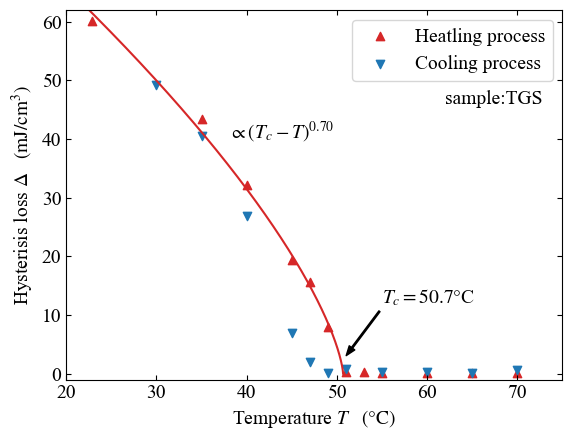 60
50
40
30
20
10
0
20
30
40
50
60
70
Hysterisis loss Δ (mJ/cm³)
Temperature T (°C)
Heatling process
Cooling process
sample:TGS
∝(T_c − T)^0.70
T_c = 50.7°C